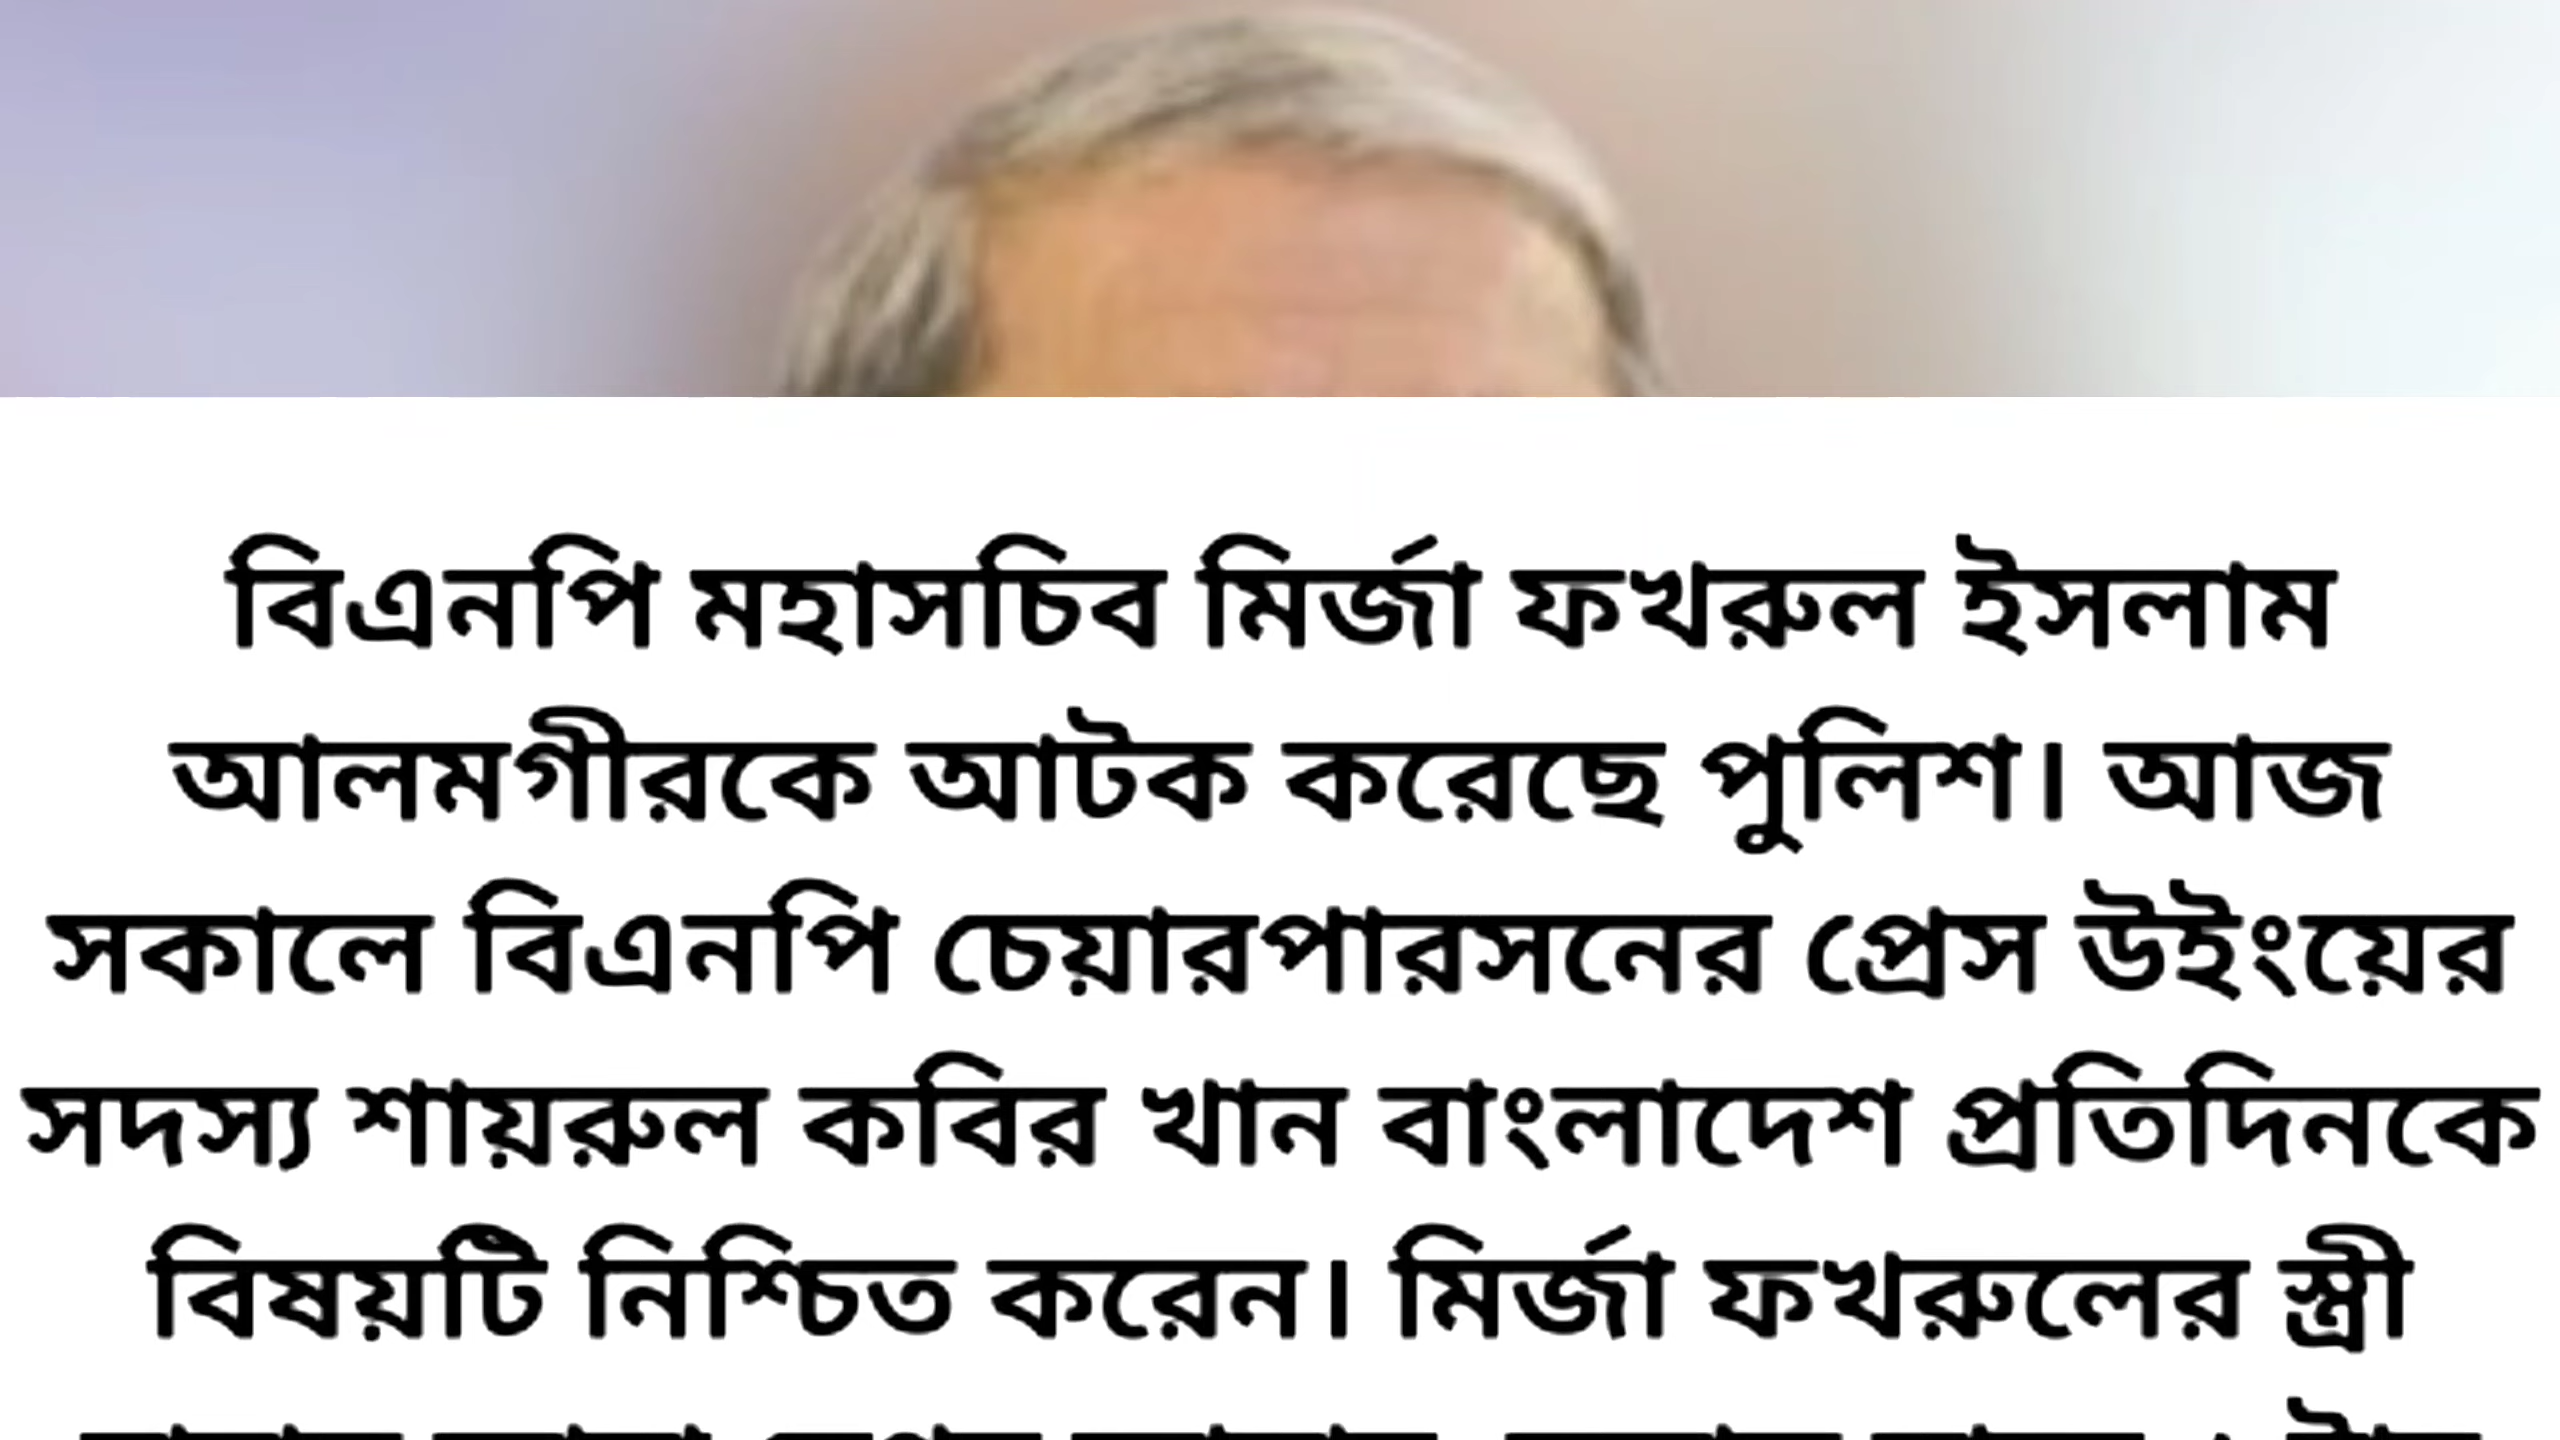 বিএনপি মহাসচিব মির্জা ফখরুল ইসলাম
আলমগীরকে আটক করেছে পুলিশ। আজ
সকালে বিএনপি চেয়ারপারসনের প্রেস উইংয়ের
সদস্য শায়রুল কবির খান বাংলাদেশ প্রতিদিনকে
বিষয়টি নিশ্চিত করেন। মির্জা ফখরুলের স্ত্রী